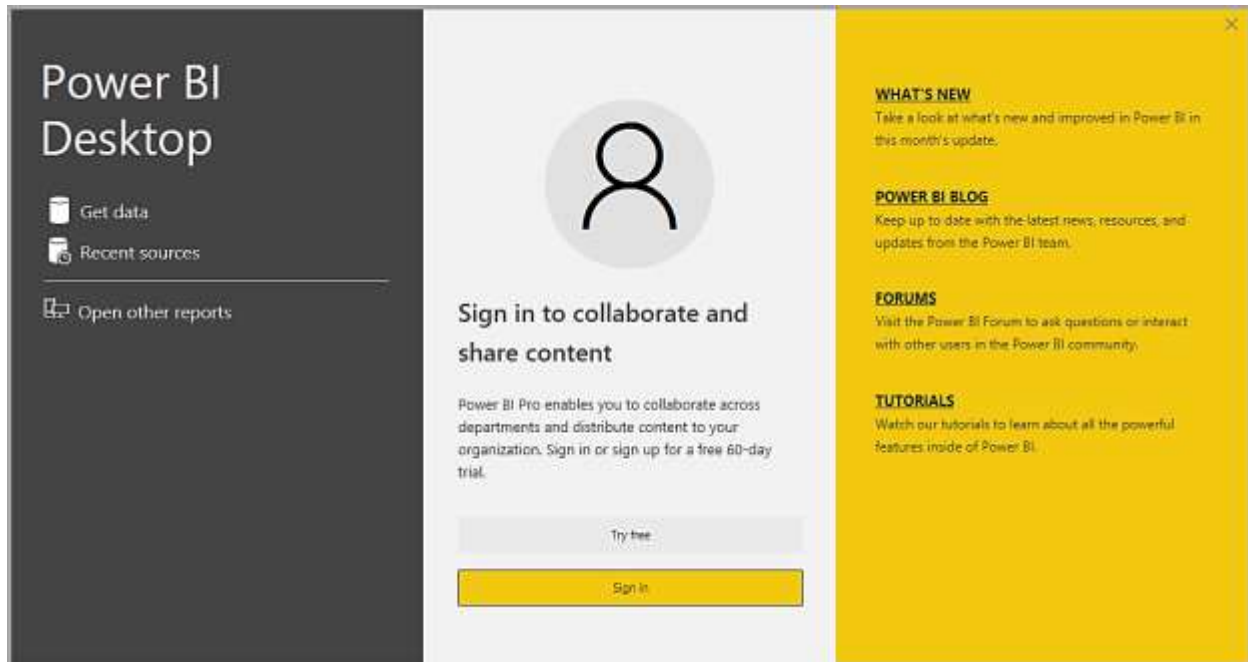 Power BI
Desktop
Get data
Recent sources
Open other reports
Sign in to collaborate and
share content
Power BI Pro enables you to collaborate across
departments and distribute content to your
organization. Sign in or sign up for a free 60-day
trial.
Try free
Sign in
WHAT'S NEW
Take a look at what's new and improved in Power BI in
this month's update.
POWER BI BLOG
Keep up to date with the latest news, resources, and
updates from the Power BI team.
FORUMS
Visit the Power BI Forum to ask questions or interact
with other users in the Power BI community.
TUTORIALS
Watch our tutorials to learn about all the powerful
features inside of Power BI.